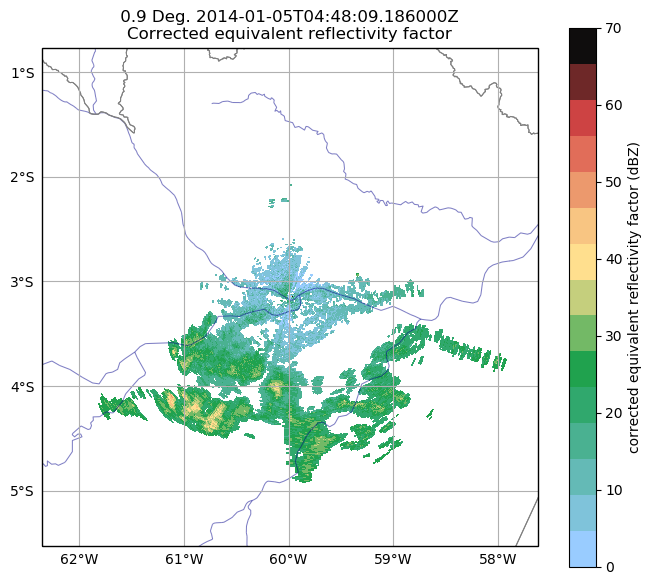 0.9 Deg. 2014-01-05T04:48:09.186000Z
Corrected equivalent reflectivity factor
1°S
2°S
3°S
4°S
5°S
62°W
61°W
60°W
59°W
58°W
70
60
50
40
30
20
10
0
corrected equivalent reflectivity factor (dBZ)